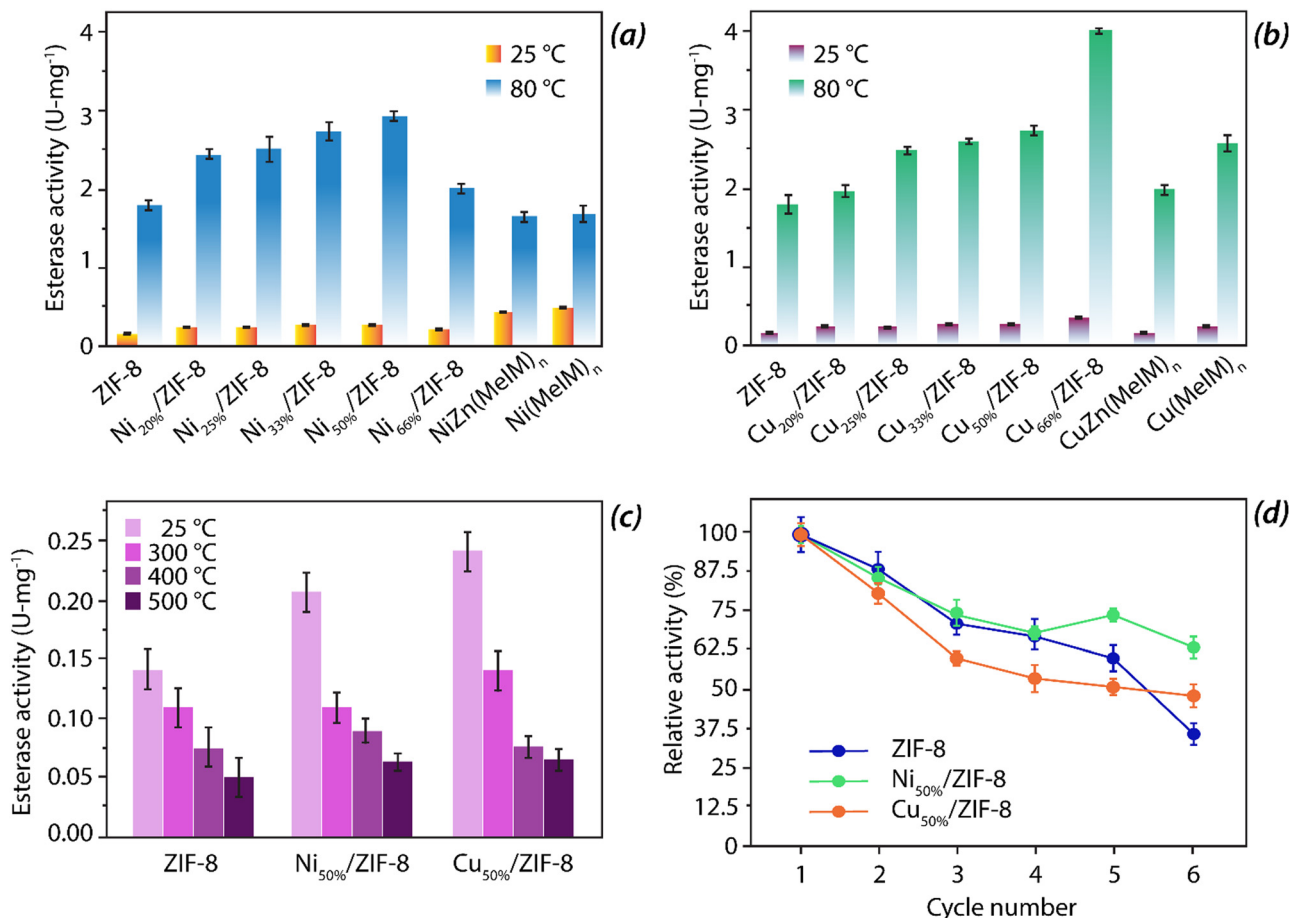 (a)
Esterase activity (U-mg⁻¹)
4
3
2
1
0
25 °C
80 °C
ZIF-8
Ni₂₀%/ZIF-8
Ni₂₅%/ZIF-8
Ni₃₃%/ZIF-8
Ni₅₀%/ZIF-8
Ni₆₆%/ZIF-8
NiZn(MeIM)ₙ
Ni(MeIM)ₙ
(b)
Esterase activity (U-mg⁻¹)
4
3
2
1
0
25 °C
80 °C
ZIF-8
Cu₂₀%/ZIF-8
Cu₂₅%/ZIF-8
Cu₃₃%/ZIF-8
Cu₅₀%/ZIF-8
Cu₆₆%/ZIF-8
CuZn(MeIM)ₙ
Cu(MeIM)ₙ
(c)
Esterase activity (U-mg⁻¹)
0.25
0.20
0.15
0.10
0.05
0.00
25 °C
300 °C
400 °C
500 °C
ZIF-8
Ni₅₀%/ZIF-8
Cu₅₀%/ZIF-8
(d)
Relative activity (%)
100
87.5
75
62.5
50
37.5
25
12.5
0
ZIF-8
Ni₅₀%/ZIF-8
Cu₅₀%/ZIF-8
1 2 3 4 5 6
Cycle number